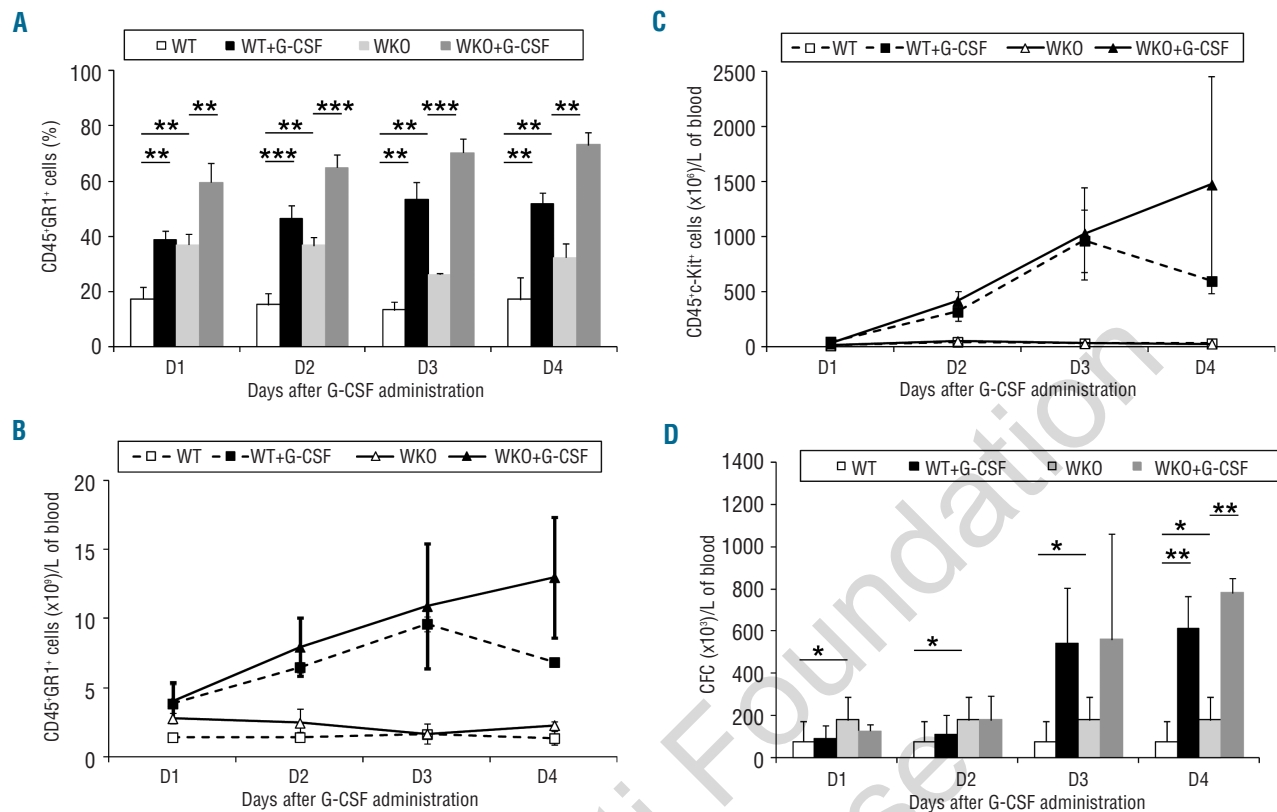 A
WT WT+G-CSF WKO WKO+G-CSF
CD45+GR1+ cells (%)
100
80
60
40
20
0
** ** **
** ** ***
***
** ** ***
** ** **
D1 D2 D3 D4
Days after G-CSF administration
B
WT WT+G-CSF WKO WKO+G-CSF
CD45+GR1+ cells (x10⁹)/L of blood
20
15
10
5
0
D1 D2 D3 D4
Days after G-CSF administration
C
WT WT+G-CSF WKO WKO+G-CSF
CD45+c-Kit+ cells (x10⁶)/L of blood
2500
2000
1500
1000
500
0
D1 D2 D3 D4
Days after G-CSF administration
D
WT WT+G-CSF WKO WKO+G-CSF
CFC (x10³)/L of blood
1400
1200
1000
800
600
400
200
0
* * * * ** **
D1 D2 D3 D4
Days after G-CSF administration
Foundation